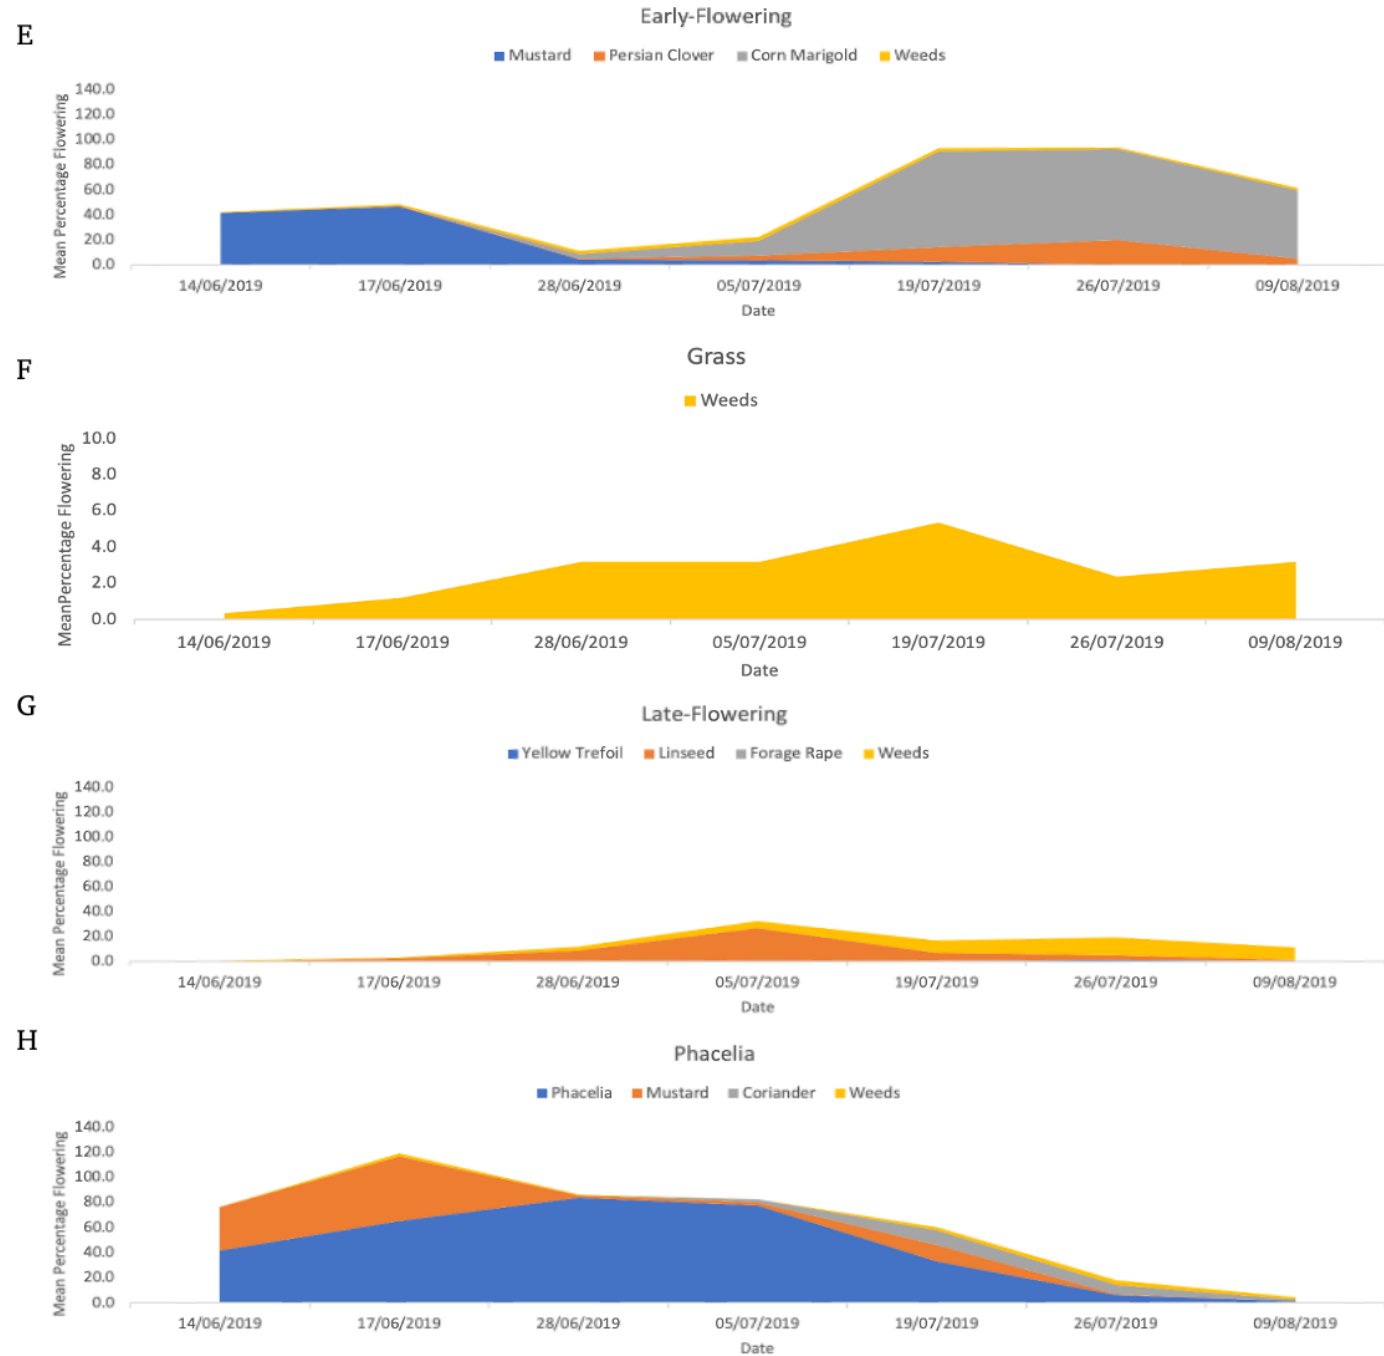 E
Early-Flowering
Mustard Persian Clover Corn Marigold Weeds
Mean Percentage Flowering
140.0
120.0
100.0
80.0
60.0
40.0
20.0
0.0
14/06/2019 17/06/2019 28/06/2019 05/07/2019 19/07/2019 26/07/2019 09/08/2019
Date
F
Grass
Weeds
MeanPercentage Flowering
10.0
8.0
6.0
4.0
2.0
0.0
14/06/2019 17/06/2019 28/06/2019 05/07/2019 19/07/2019 26/07/2019 09/08/2019
Date
G
Late-Flowering
Yellow Trefoil Linseed Forage Rape Weeds
Mean Percentage Flowering
140.0
120.0
100.0
80.0
60.0
40.0
20.0
0.0
14/06/2019 17/06/2019 28/06/2019 05/07/2019 19/07/2019 26/07/2019 09/08/2019
Date
H
Phacelia
Phacelia Mustard Coriander Weeds
Mean Percentage Flowering
140.0
120.0
100.0
80.0
60.0
40.0
20.0
0.0
14/06/2019 17/06/2019 28/06/2019 05/07/2019 19/07/2019 26/07/2019 09/08/2019
Date